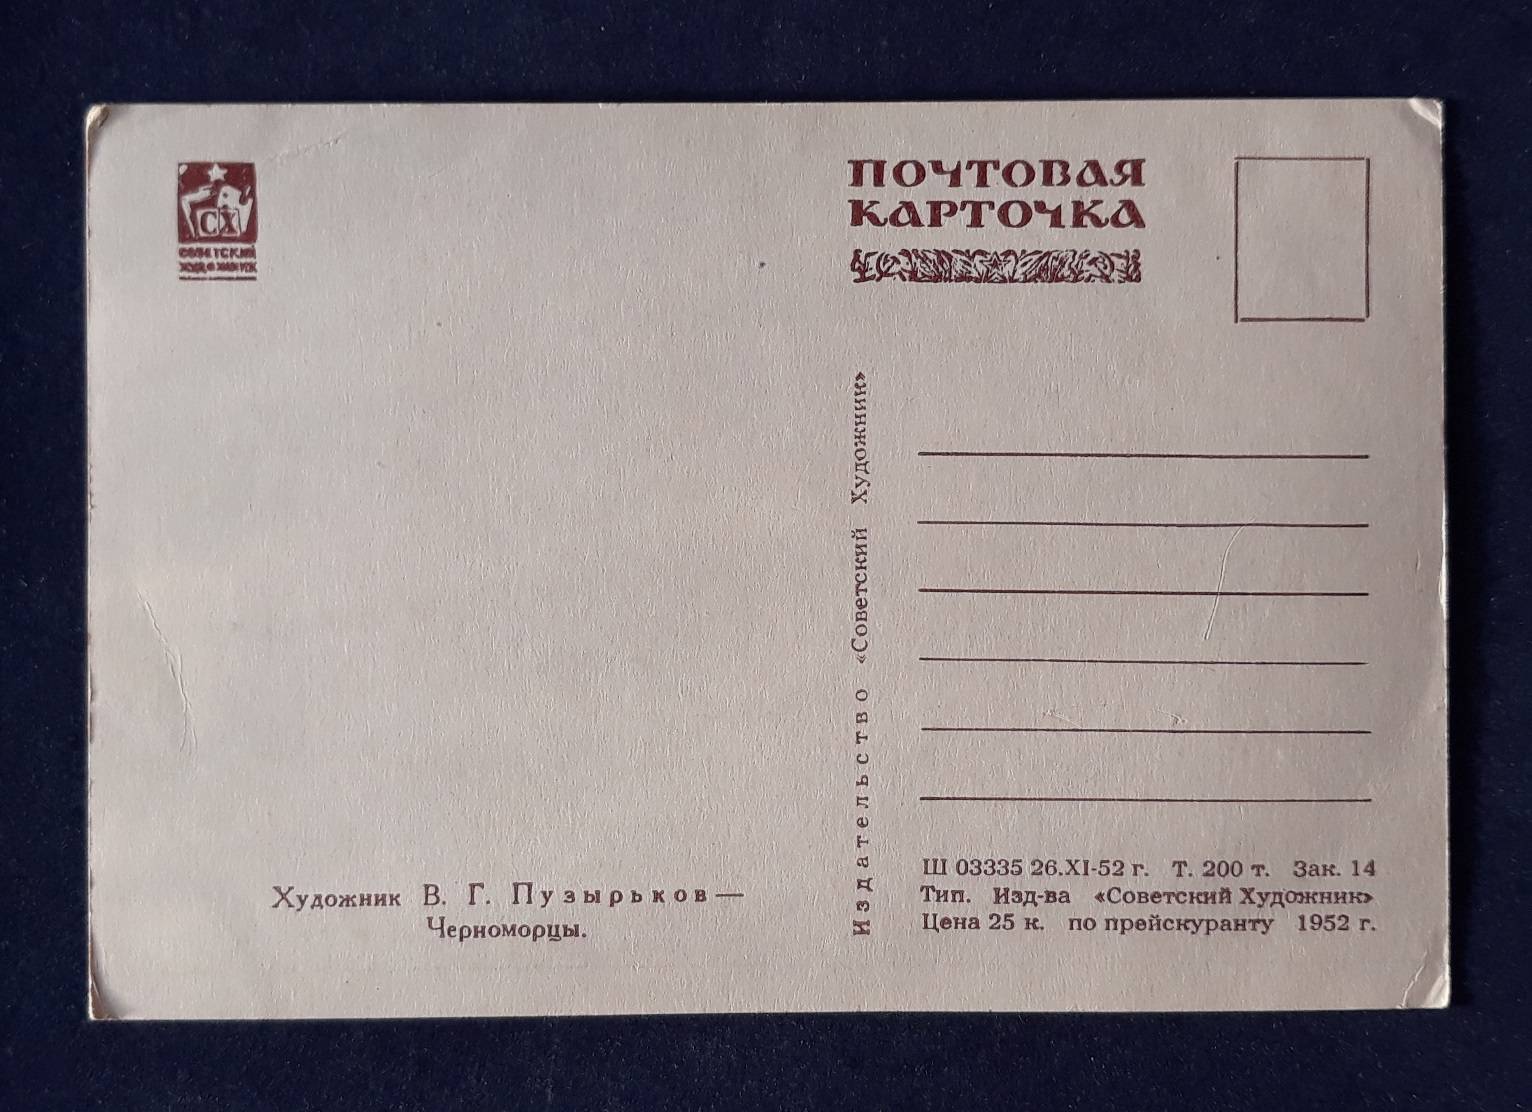 СХ
СОВЕТСКИЙ
ХУДОЖНИК
ПОЧТОВАЯ
КАРТОЧКА
Издательство «Советский Художник»
Художник В. Г. Пузырьков —
Черноморцы.
Ш 03335 26.XI-52 г. Т. 200 т. Зак. 14
Тип. Изд-ва «Советский Художник»
Цена 25 к. по прейскуранту 1952 г.